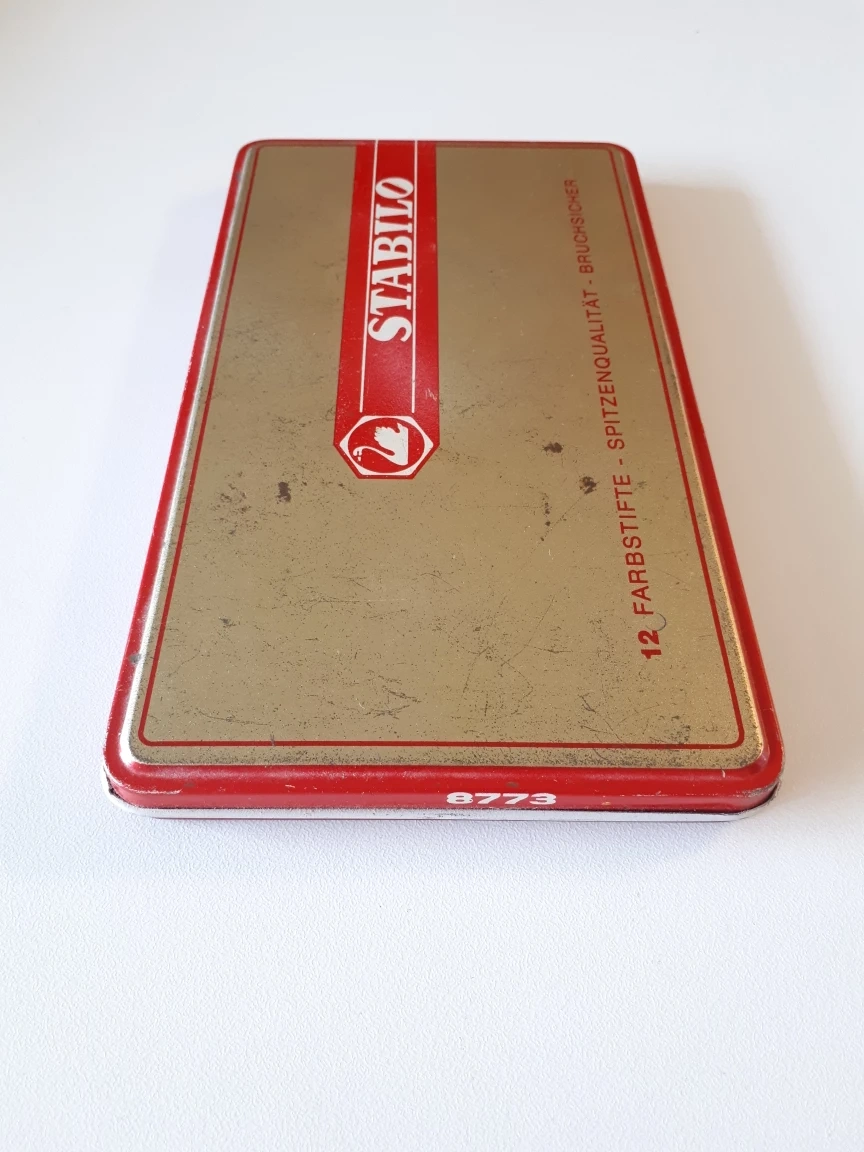 STABILO
12 FARBSTIFTE - SPITZENQUALITÄT - BRUCHSICHER
8773